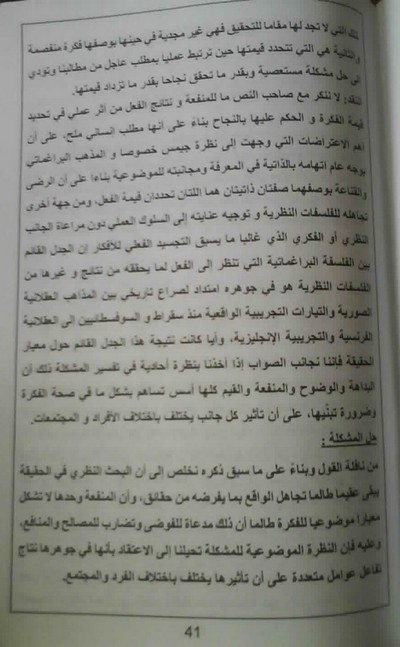 تلك التي لا تجد لها مقاما للتحقيق فهي غير مجدية في حينها بوصفها فكرة منفصمة
والثانية هي التي تتحدد قيمتها حين ترتبط عمليا بمطلب عاجل من مطالبنا وتؤدي
إلى حل مشكلة مستعصية وبقدر ما تحقق نجاحا بقدر ما تزداد قيمتها.
النقد: لا ننكر مع صاحب النص ما للمنفعة و نتائج الفعل من أثر عملي في تحديد
قيمة الفكرة و الحكم عليها بالنجاح بناءً على أنها مطلب إنساني ملح، على أن
أهم الاعتراضات التي وجهت إلى نظرة جيمس خصوصا و المذهب البراغماتي
بوجه عام اتهامه بالذاتية في المعرفة ومجانبته للموضوعية بناءا على أن الرضى
والقناعة بوصفهما صفتان ذاتيتان هما اللتان تحددان قيمة الفعل، ومن جهة أخرى
تجاهله للفلسفات النظرية و توجيه عنايته إلى السلوك العملي دون مراعاة الجانب
النظري أو الفكري الذي غالبا ما يسبق التجسيد الفعلي للأفكار إن الجدل القائم
بين الفلسفة البراغماتية التي تنظر إلى الفعل لما يحققه من نتائج و غيرها من
الفلسفات النظرية هو في جوهره امتداد لصراع تاريخي بين المذاهب العقلانية
الصورية والتيارات التجريبية الواقعية منذ سقراط و السوفسطائيين إلى العقلانية
الفرنسية والتجريبية الإنجليزية، وأيا كانت نتيجة هذا الجدل القائم حول معيار
الحقيقة فإننا نجانب الصواب إذا أخذنا بنظرة أحادية في تفسير المشكلة ذلك أن
البداهة والوضوح والمنفعة والقيم كلها أسس تساهم بشكل ما في صحة الفكرة
وضرورة تبنّيها، على أن تأثير كل جانب يختلف باختلاف الأفراد و المجتمعات.
حل المشكلة :
من نافلة القول وبناءً على ما سبق ذكره نخلص إلى أن البحث النظري في الحقيقة
يبقى عقيما طالما تجاهل الواقع بما يفرضه من حقائق، وأن المنفعة وحدها لا تشكل
معيارا موضوعيا للفكرة طالما أن ذلك مدعاة للفوضى وتضارب للمصالح والمنافع،
وعليه فإن النظرة الموضوعية للمشكلة تحيلنا إلى الاعتقاد بأنها في جوهرها نتاج
تفاعل عوامل متعددة على أن تأثيرها يختلف باختلاف الفرد والمجتمع.
41